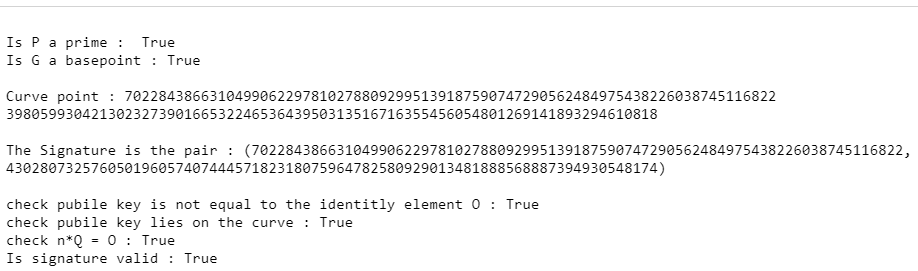 Is P a prime :  True
Is G a basepoint : True
Curve point : 70228438663104990622978102788092995139187590747290562484975438226038745116822
39805993042130232739016653224653643950313516716355456054801269141893294610818
The Signature is the pair : (70228438663104990622978102788092995139187590747290562484975438226038745116822,
43028073257605019605740744457182318075964782580929013481888568887394930548174)
check pubile key is not equal to the identitly element O : True
check pubile key lies on the curve : True
check n*Q = O : True
Is signature valid : True